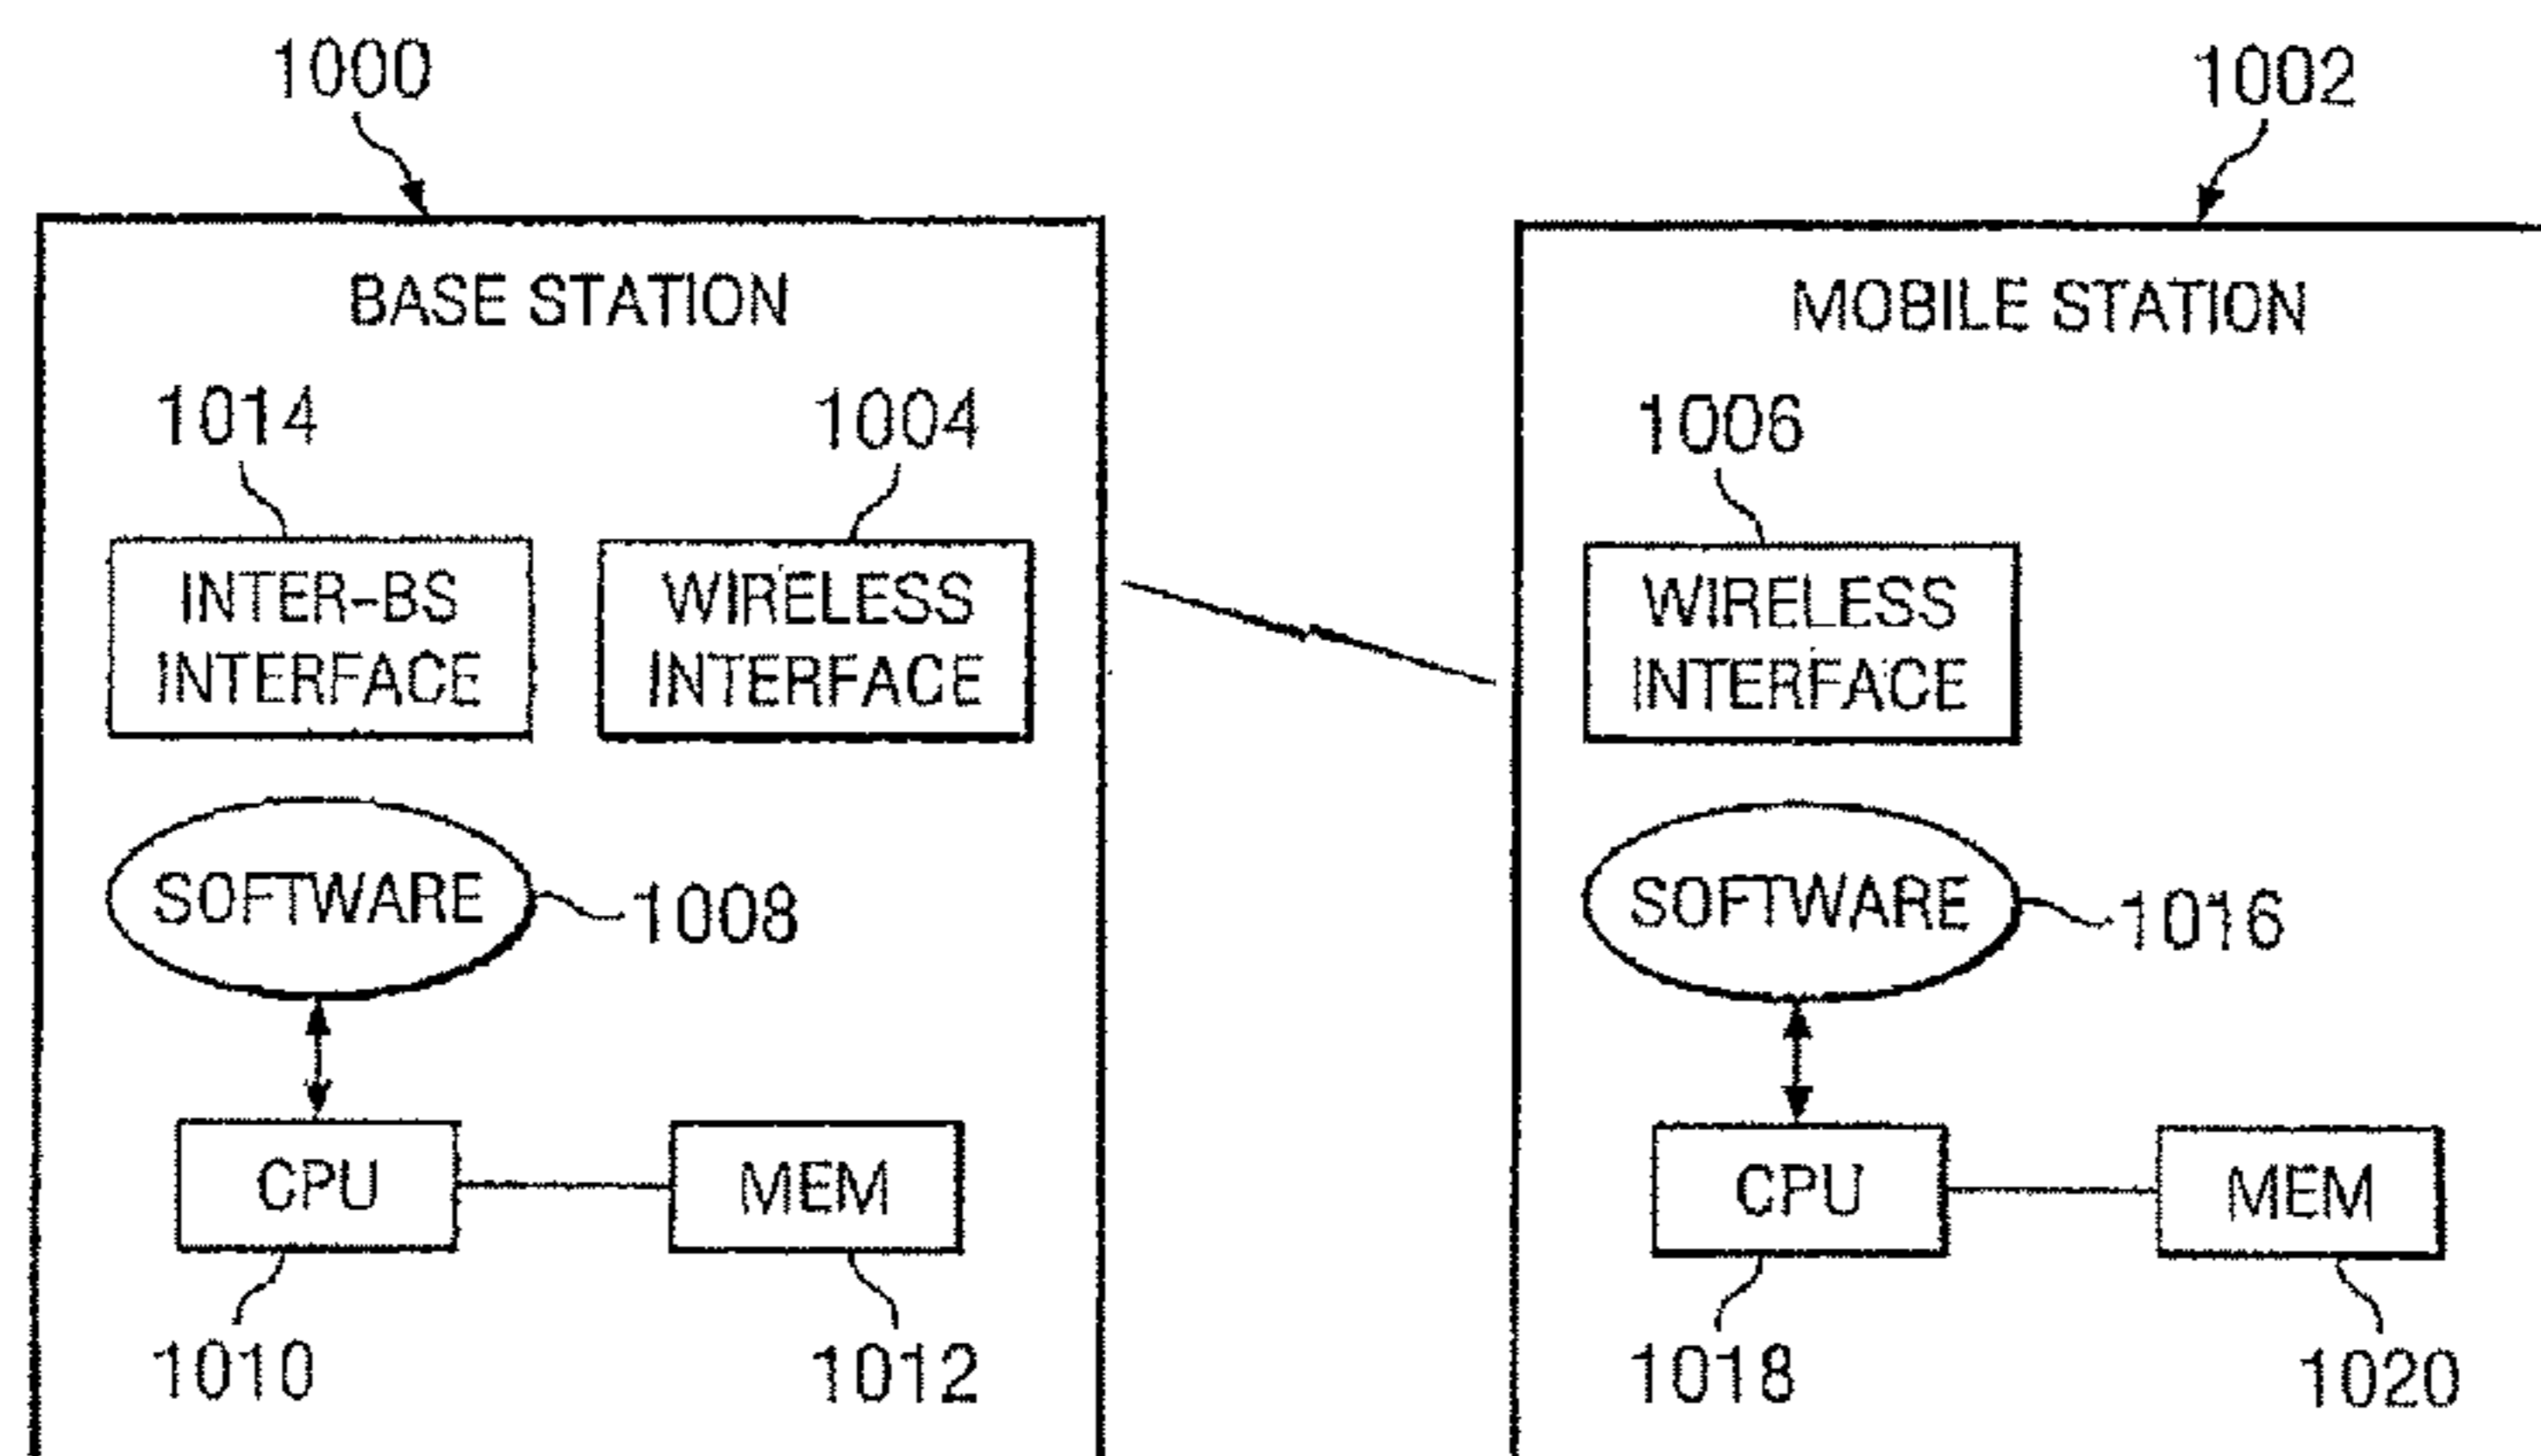 1000
1002
BASE STATION
MOBILE STATION
1014
1004
1006
INTER-BS
INTERFACE
WIRELESS
INTERFACE
WIRELESS
INTERFACE
SOFTWARE
1008
SOFTWARE
1016
CPU
MEM
CPU
MEM
1010
1012
1018
1020